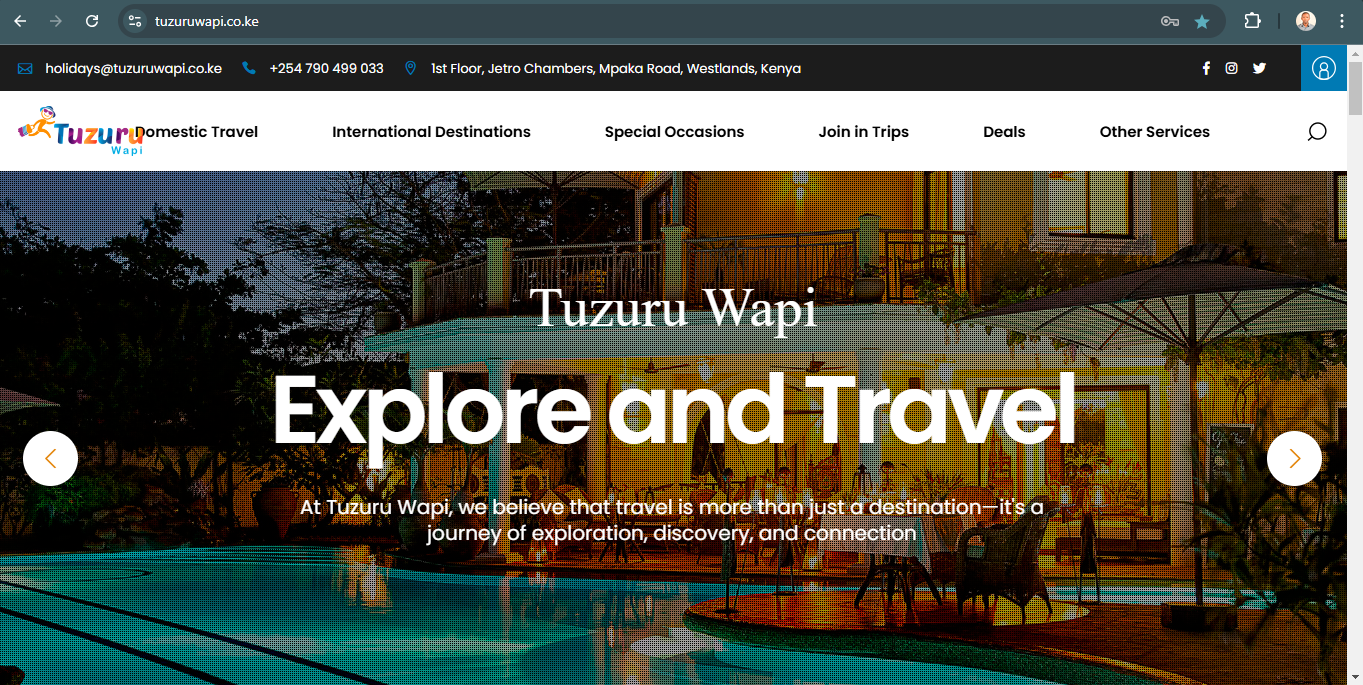 tuzuruwapi.co.ke
holidays@tuzuruwapi.co.ke +254 790 499 033 1st Floor, Jetro Chambers, Mpaka Road, Westlands, Kenya
Tuzuru
Wapi
Domestic Travel International Destinations Special Occasions Join in Trips Deals Other Services
Tuzuru Wapi
Explore and Travel
At Tuzuru Wapi, we believe that travel is more than just a destination—it's a
journey of exploration, discovery, and connection